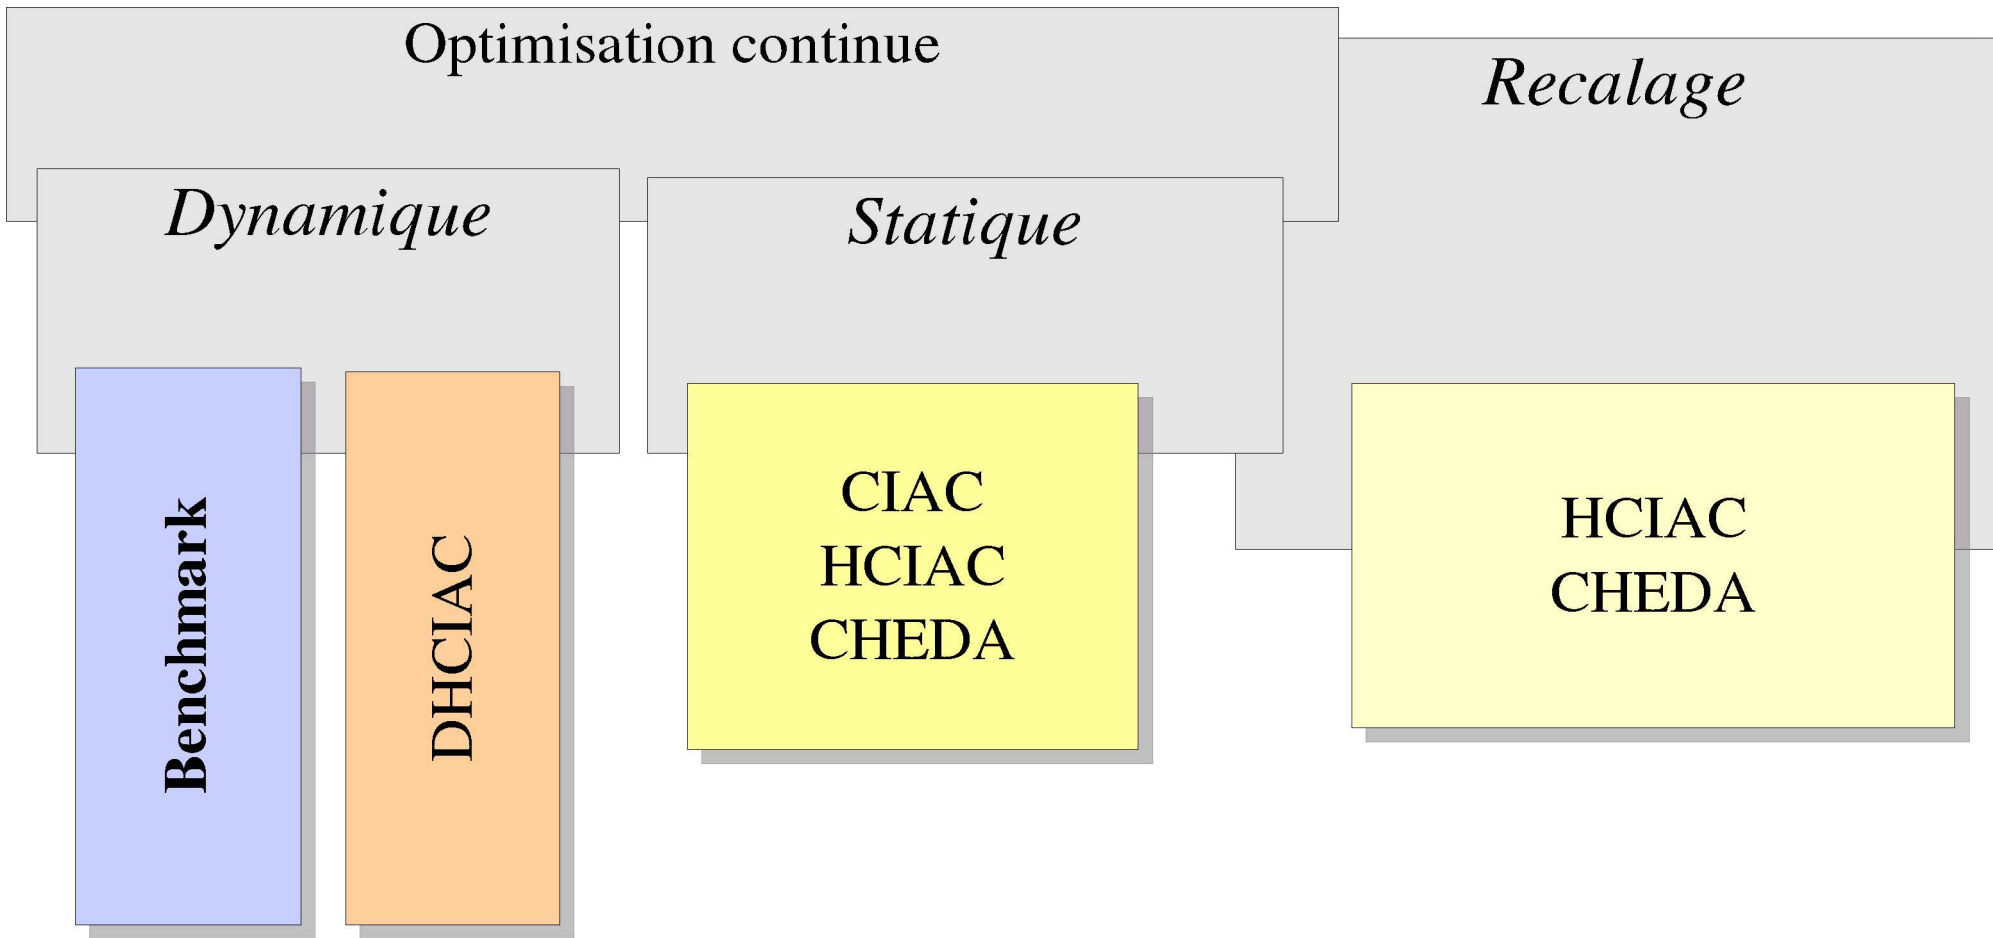 Optimisation continue
Recalage
Dynamique
Statique
Benchmark
DHCIAC
CIAC
HCIAC
CHEDA
HCIAC
CHEDA